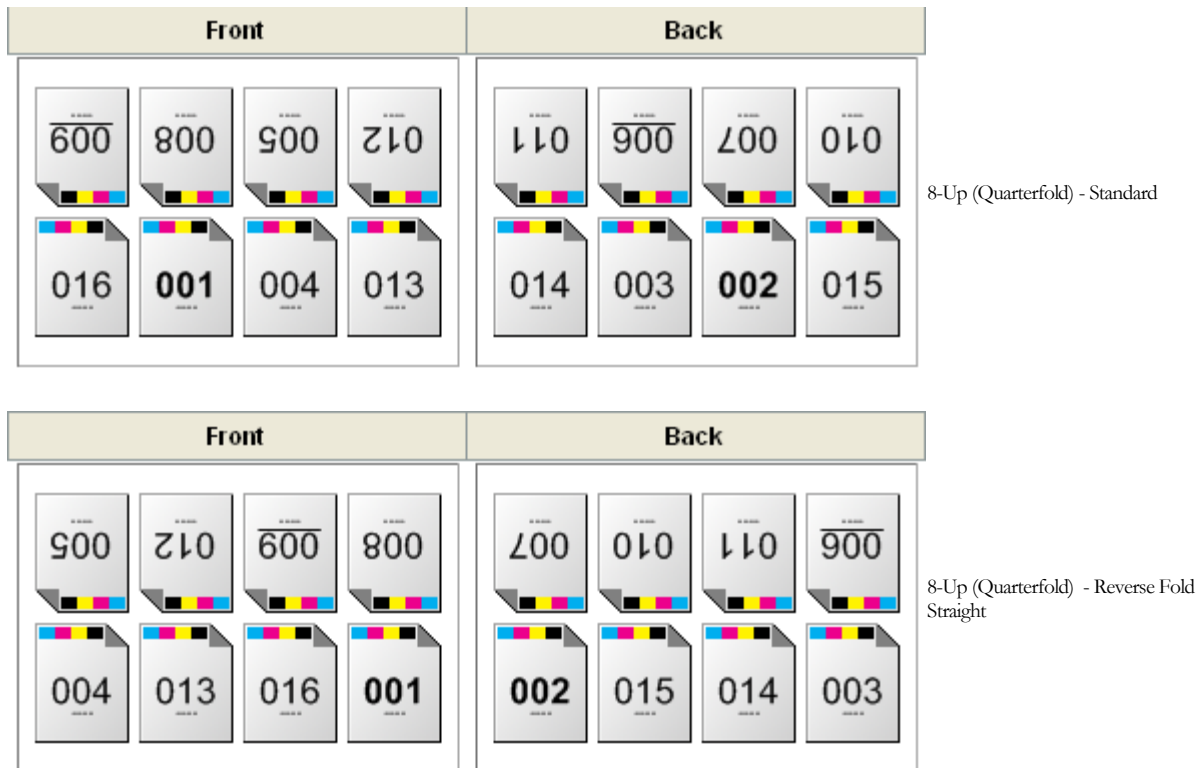 Front Back
009 008 005 012 011 006 007 010
8-Up (Quarterfold) - Standard
016 001 004 013 014 003 002 015
Front Back
005 012 009 008 007 010 011 006
8-Up (Quarterfold) - Reverse Fold
Straight
004 013 016 001 002 015 014 003